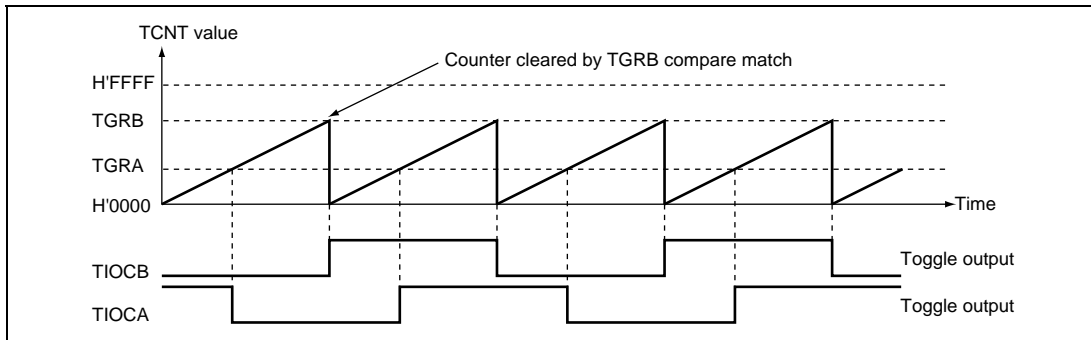 TCNT value
Counter cleared by TGRB compare match
H'FFFF
TGRB
TGRA
H'0000
Time
TIOCB
Toggle output
TIOCA
Toggle output